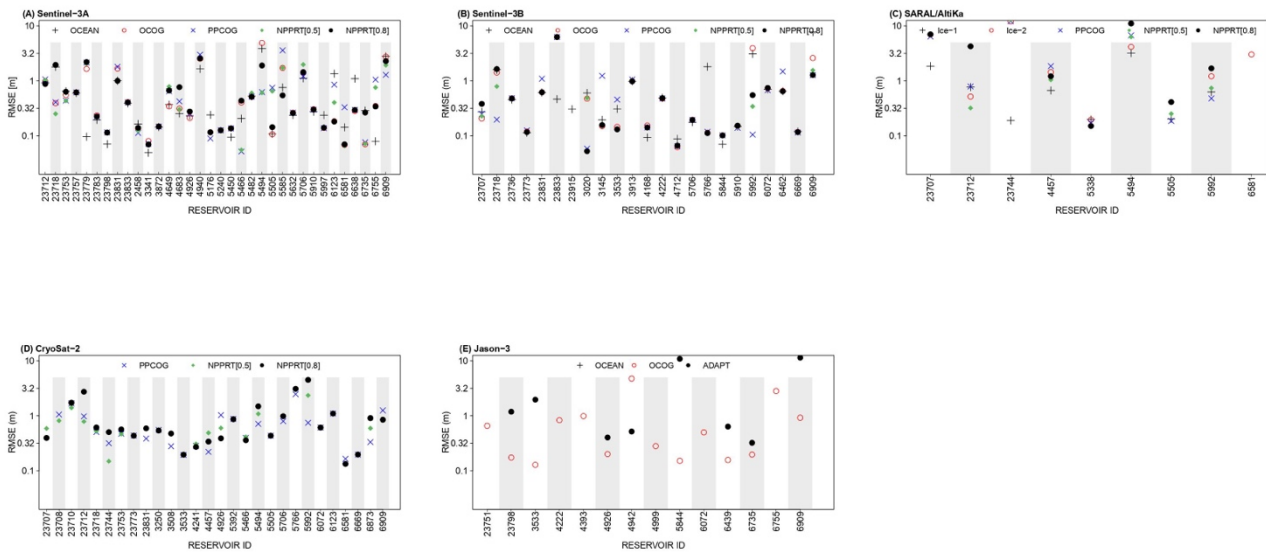 (A) Sentinel-3A
+ OCEAN ○ OCOG × PPCOG ◆ NPPRT[0.5] ● NPPRT[0.8]
RMSE [m]
10
3.2
1
0.32
0.1
23712 23718 23753 23757 23779 23783 23798 23831 23833 2458 3341 3872 4649 4683 4926 4940 5176 5240 5450 5466 5482 5494 5505 5585 5632 5706 5910 5997 6123 6581 6638 6735 6755 6909
RESERVOIR ID
(B) Sentinel-3B
+ OCEAN ○ OCOG × PPCOG ◆ NPPRT[0.5] ● NPPRT[0.8]
RMSE (m)
10
3.2
1
0.32
0.1
23707 23718 23736 23773 23831 23833 23915 3020 3145 3533 3913 4168 4222 4712 5706 5766 5844 5910 5992 6072 6462 6669 6909
RESERVOIR ID
(C) SARAL/AltiKa
+ Ice-1 ○ Ice-2 × PPCOG ◆ NPPRT[0.5] ● NPPRT[0.8]
RMSE (m)
10
3.2
1
0.32
0.1
23707 23712 23744 4457 5338 5494 5505 5992 6581
RESERVOIR ID
(D) CryoSat-2
× PPCOG ◆ NPPRT[0.5] ● NPPRT[0.8]
RMSE (m)
10
3.2
1
0.32
0.1
23707 23708 23710 23712 23718 23744 23753 23773 23831 3250 3508 3533 4241 4457 4926 5392 5466 5494 5505 5706 5766 5992 6072 6581 6669 6873 6909
RESERVOIR ID
(E) Jason-3
+ OCEAN ○ OCOG ● ADAPT
RMSE (m)
10
3.2
1
0.32
0.1
23751 23798 3533 4222 4393 4926 4942 4999 5844 6072 6439 6735 6755 6909
RESERVOIR ID